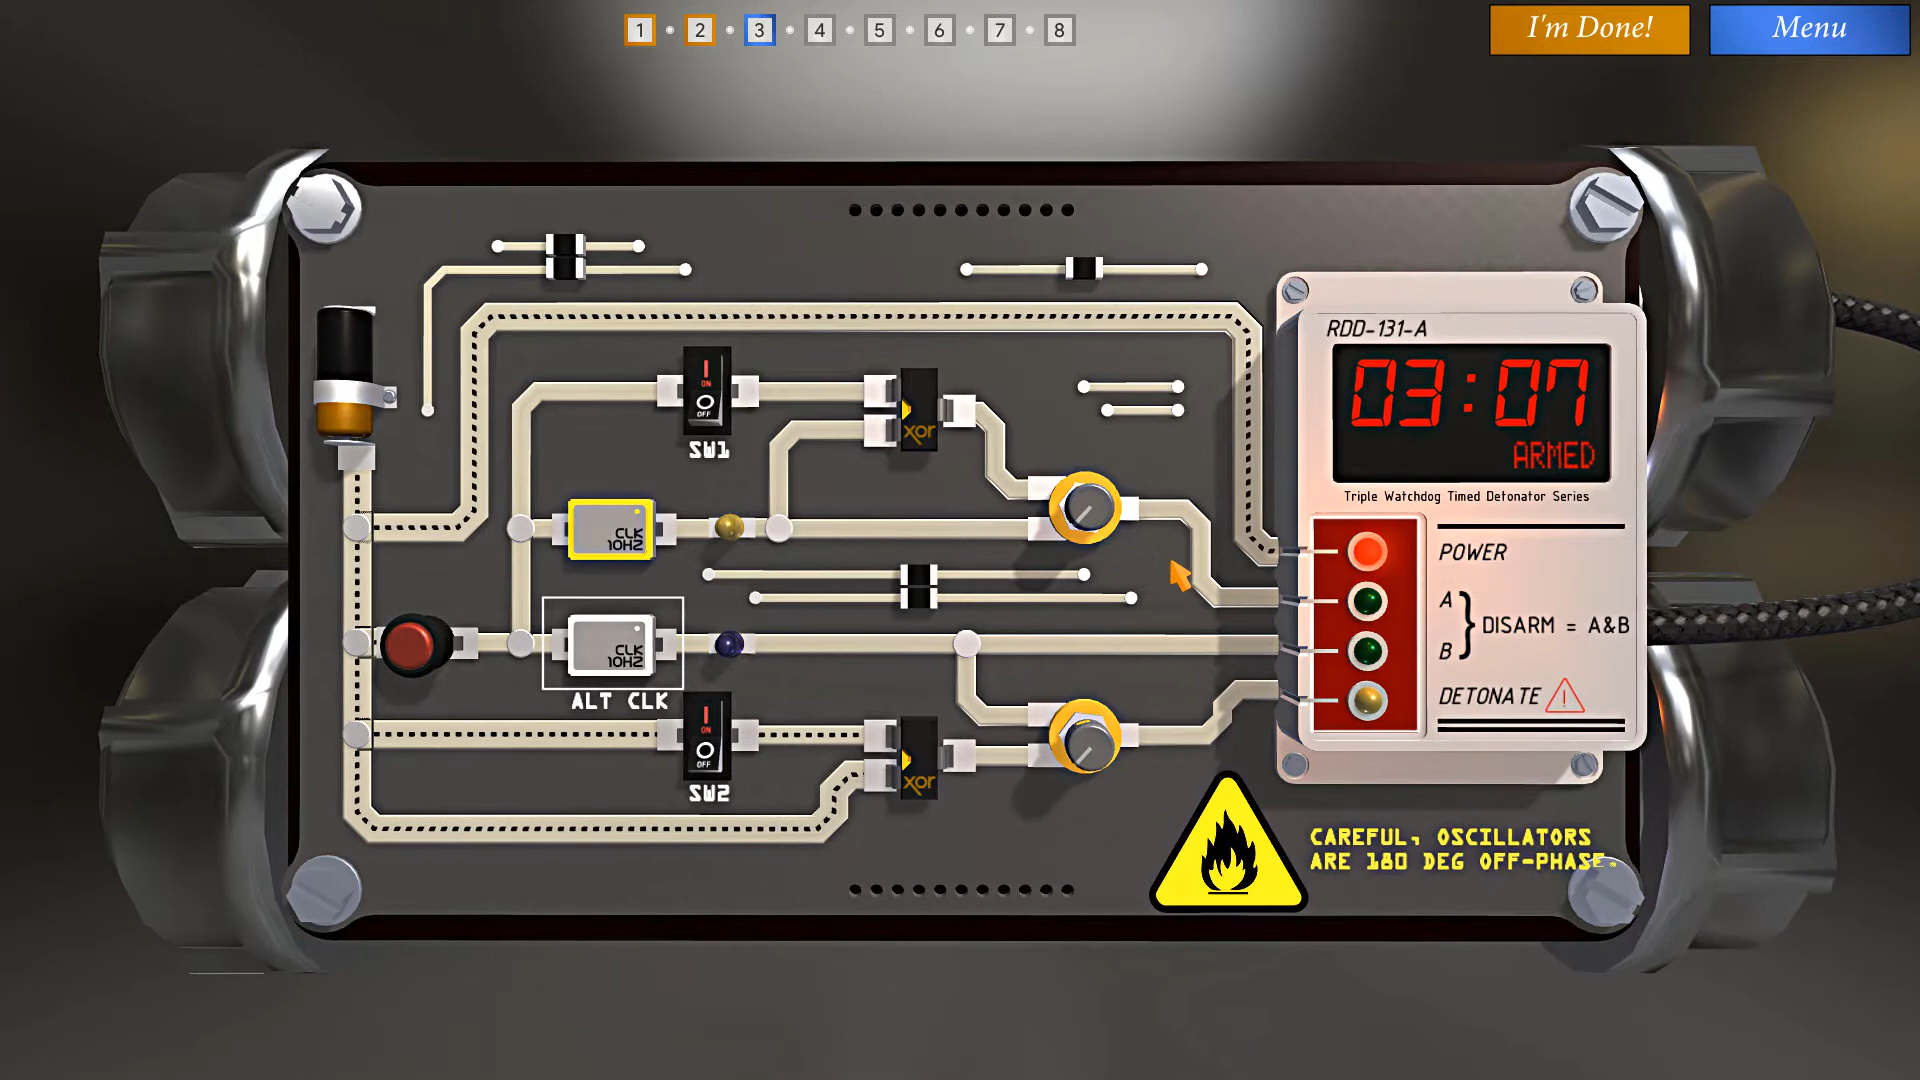 1 2 3 4 5 6 7 8
I'm Done!
Menu
RDD-131-A
03:07
ARMED
Triple Watchdog Timed Detonator Series
POWER
A
B
DISARM = A&B
DETONATE
ON
OFF
SW1
xor
CLK
10HZ
CLK
10HZ
ALT CLK
ON
OFF
SW2
xor
CAREFUL, OSCILLATORS
ARE 180 DEG OFF-PHASE.